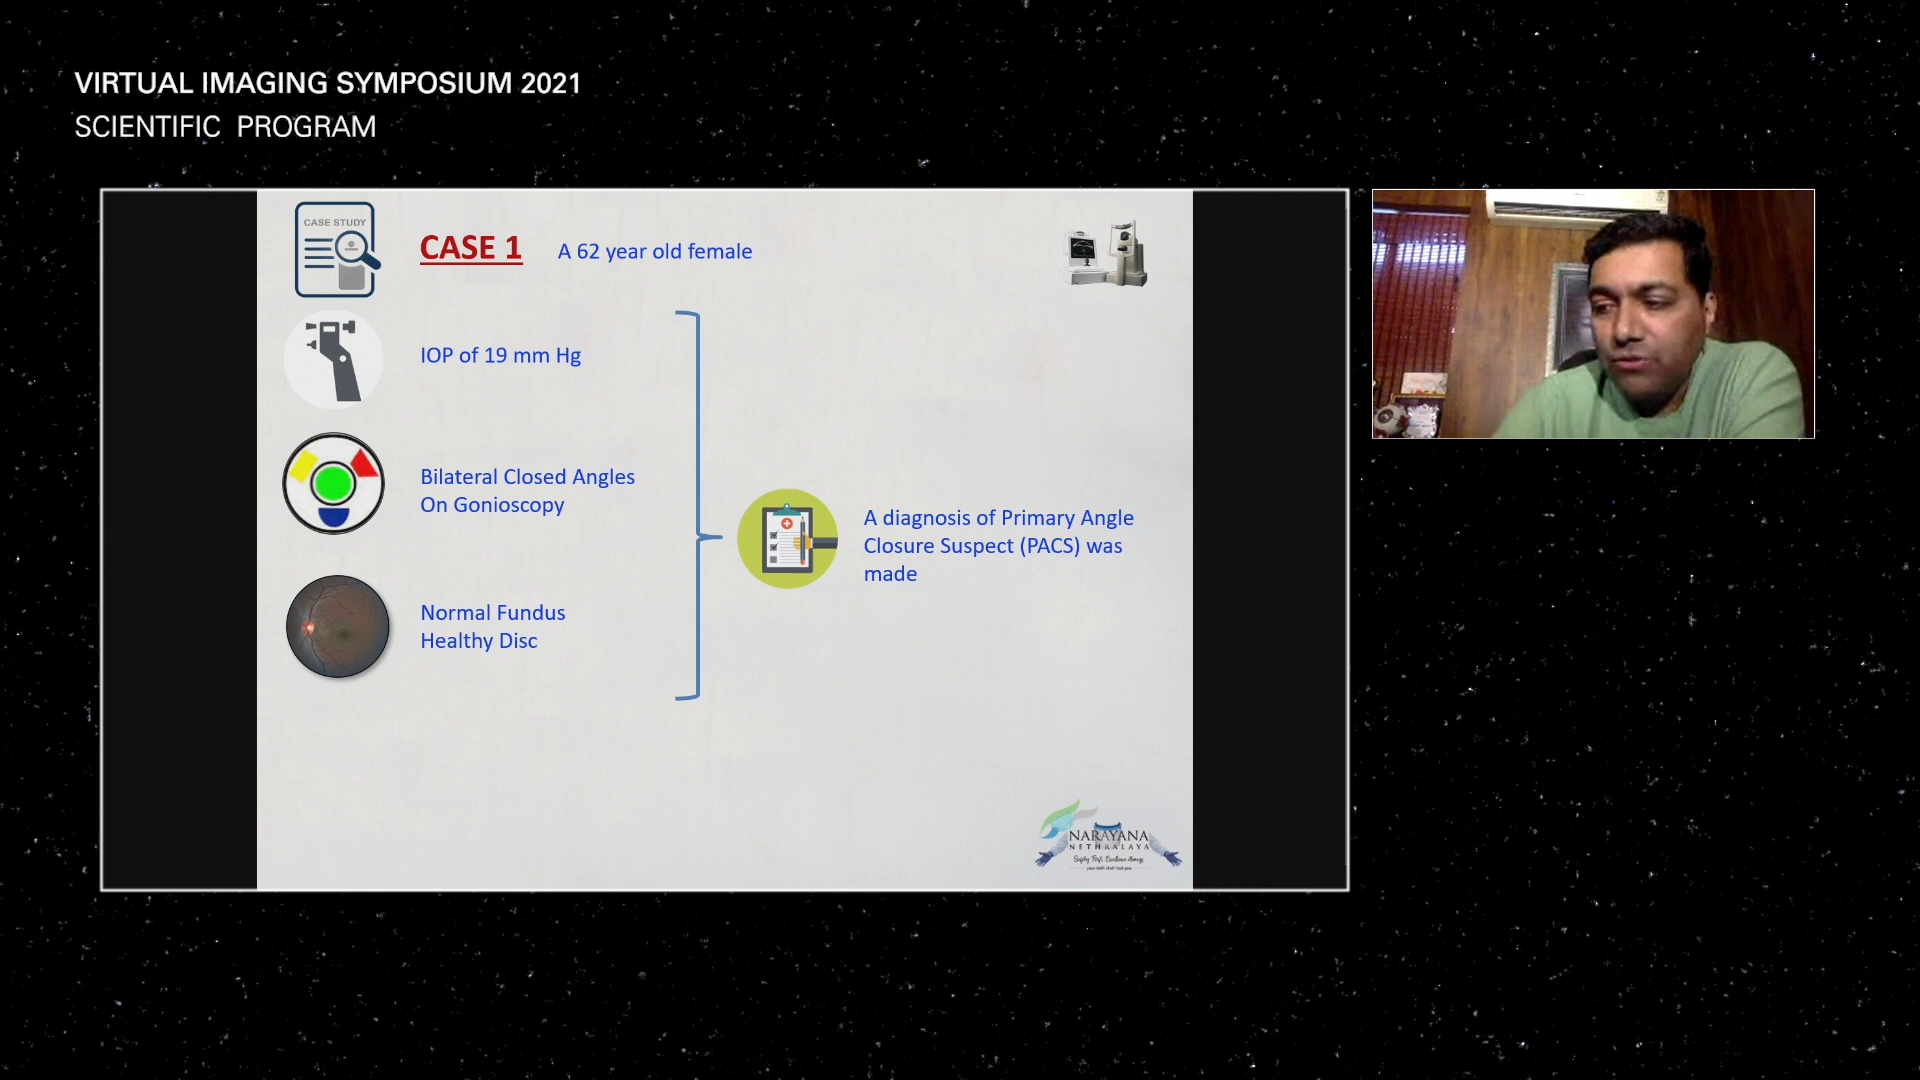 VIRTUAL IMAGING SYMPOSIUM 2021
SCIENTIFIC PROGRAM
CASE STUDY
CASE 1 A 62 year old female
IOP of 19 mm Hg
Bilateral Closed Angles
On Gonioscopy
A diagnosis of Primary Angle
Closure Suspect (PACS) was
made
Normal Fundus
Healthy Disc
NARAYANA
NETHRALAYA